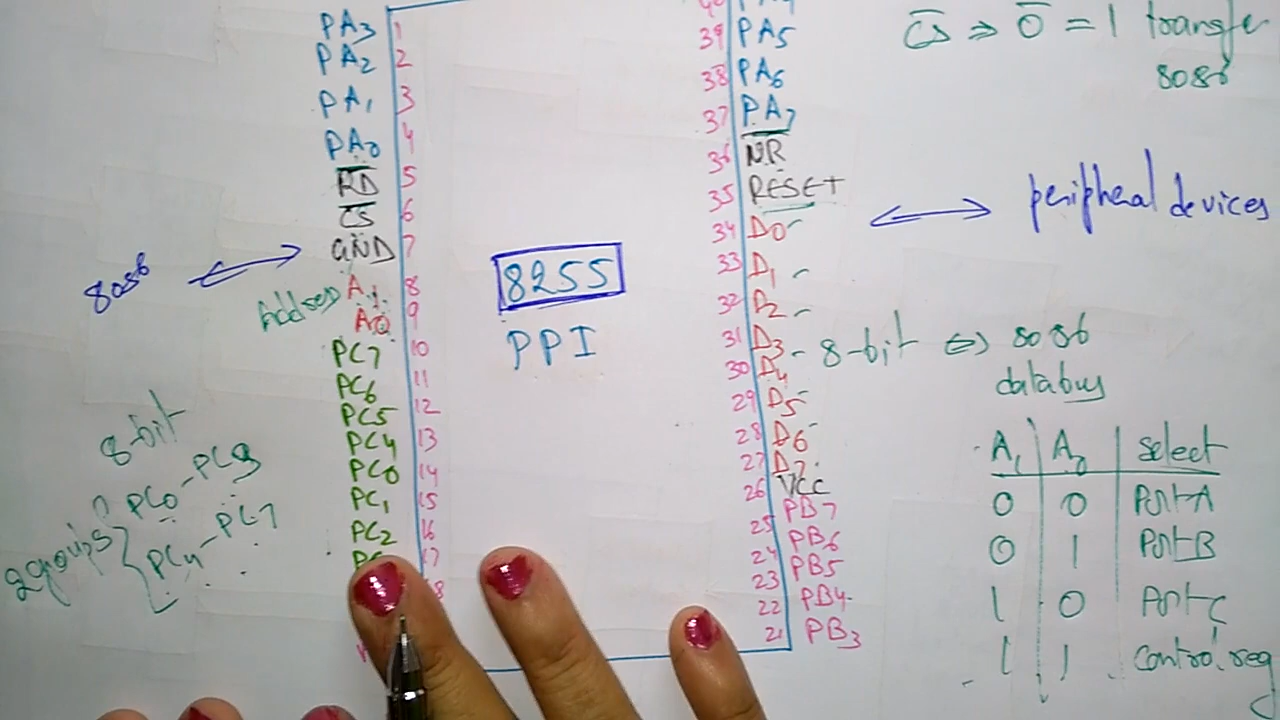 PA3 1
PA2 2
PA1 3
PA0 4
RD 5
CS 6
GND 7
Address A1 8
A0 9
PC7 10
PC6 11
PC5 12
PC4 13
PC0 14
PC1 15
PC2 16
17
8086
8-bit
2 groups { PC0-PC3
PC4-PC7
8255
PPI
39 PA5
38 PA6
37 PA7
36 WR
35 RESET
34 D0
33 D1
32 D2
31 D3 - 8-bit ⇔ 8086
databus
30 D4
29 D5
28 D6
27 D7
26 VCC
25 PB7
24 PB6
23 PB5
22 PB4
21 PB3
CS ⇒ 0 = 1 transfe
8086
peripheral devices
A1 A0 select
0 0 Port A
0 1 Port B
1 0 Port C
1 1 Control reg